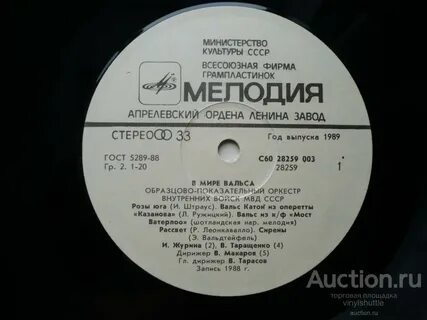 МИНИСТЕРСТВО
КУЛЬТУРЫ СССР
ВСЕСОЮЗНАЯ ФИРМА
ГРАМПЛАСТИНОК
МЕЛОДИЯ
АПРЕЛЕВСКИЙ ОРДЕНА ЛЕНИНА ЗАВОД
СТЕРЕО 33
Год выпуска 1989
ГОСТ 5289-88
Гр. 2. 1-20
С60 28259 003
28259
1
В МИРЕ ВАЛЬСА
ОБРАЗЦОВО-ПОКАЗАТЕЛЬНЫЙ ОРКЕСТР
ВНУТРЕННИХ ВОЙСК МВД СССР
Розы юга (И. Штраус). Вальс Катон из оперетты
«Казанова» (Л. Ружицкий). Вальс из к/ф «Мост
Ватерлоо» (шотландская нар. мелодия)
Рассвет (Р. Леонкавалло). Сирены
(Э. Вальдтейфель)
И. Журина (2), В. Таращенко (4)
Дирижер В. Макаров (5)
Гл. дирижер В. Тарасов
Запись 1988 г.
Auction.ru
торговая площадка
vinylshuttle